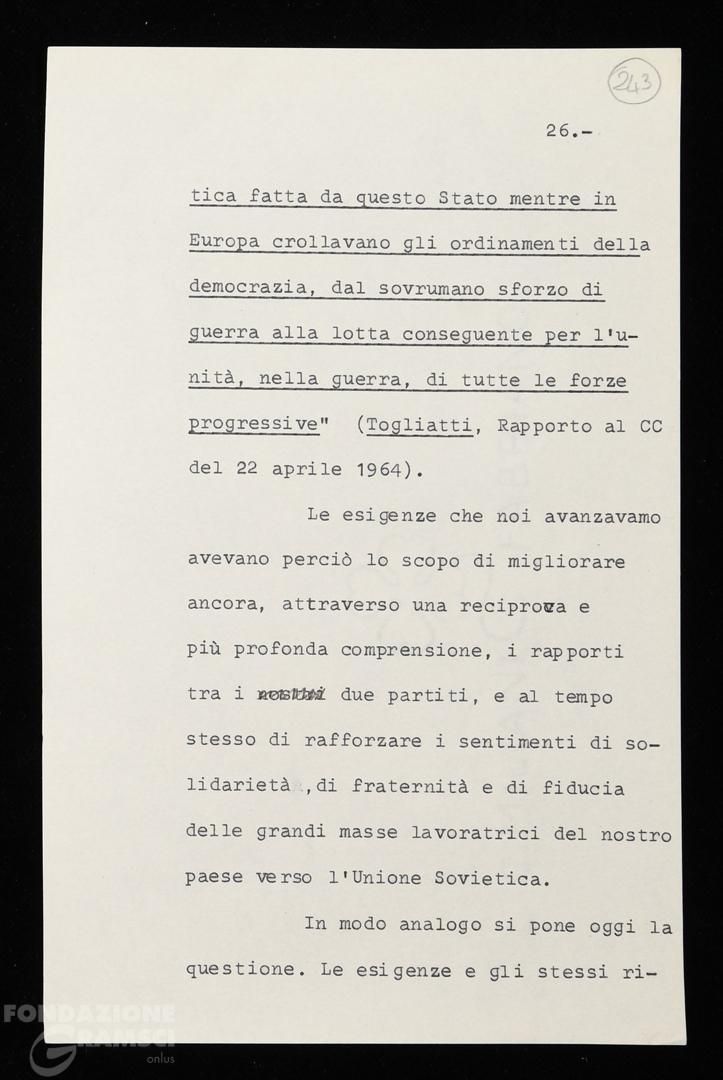 243
26.-
tica fatta da questo Stato mentre in
Europa crollavano gli ordinamenti della
democrazia, dal sovrumano sforzo di
guerra alla lotta conseguente per l'u-
nità, nella guerra, di tutte le forze
progressive" (Togliatti, Rapporto al CC
del 22 aprile 1964).
Le esigenze che noi avanzavamo
avevano perciò lo scopo di migliorare
ancora, attraverso una reciproca e
più profonda comprensione, i rapporti
tra i nostri due partiti, e al tempo
stesso di rafforzare i sentimenti di so-
lidarietà ,di fraternità e di fiducia
delle grandi masse lavoratrici del nostro
paese verso l'Unione Sovietica.
In modo analogo si pone oggi la
questione. Le esigenze e gli stessi ri-
FONDAZIONE
GRAMSCI
onlus